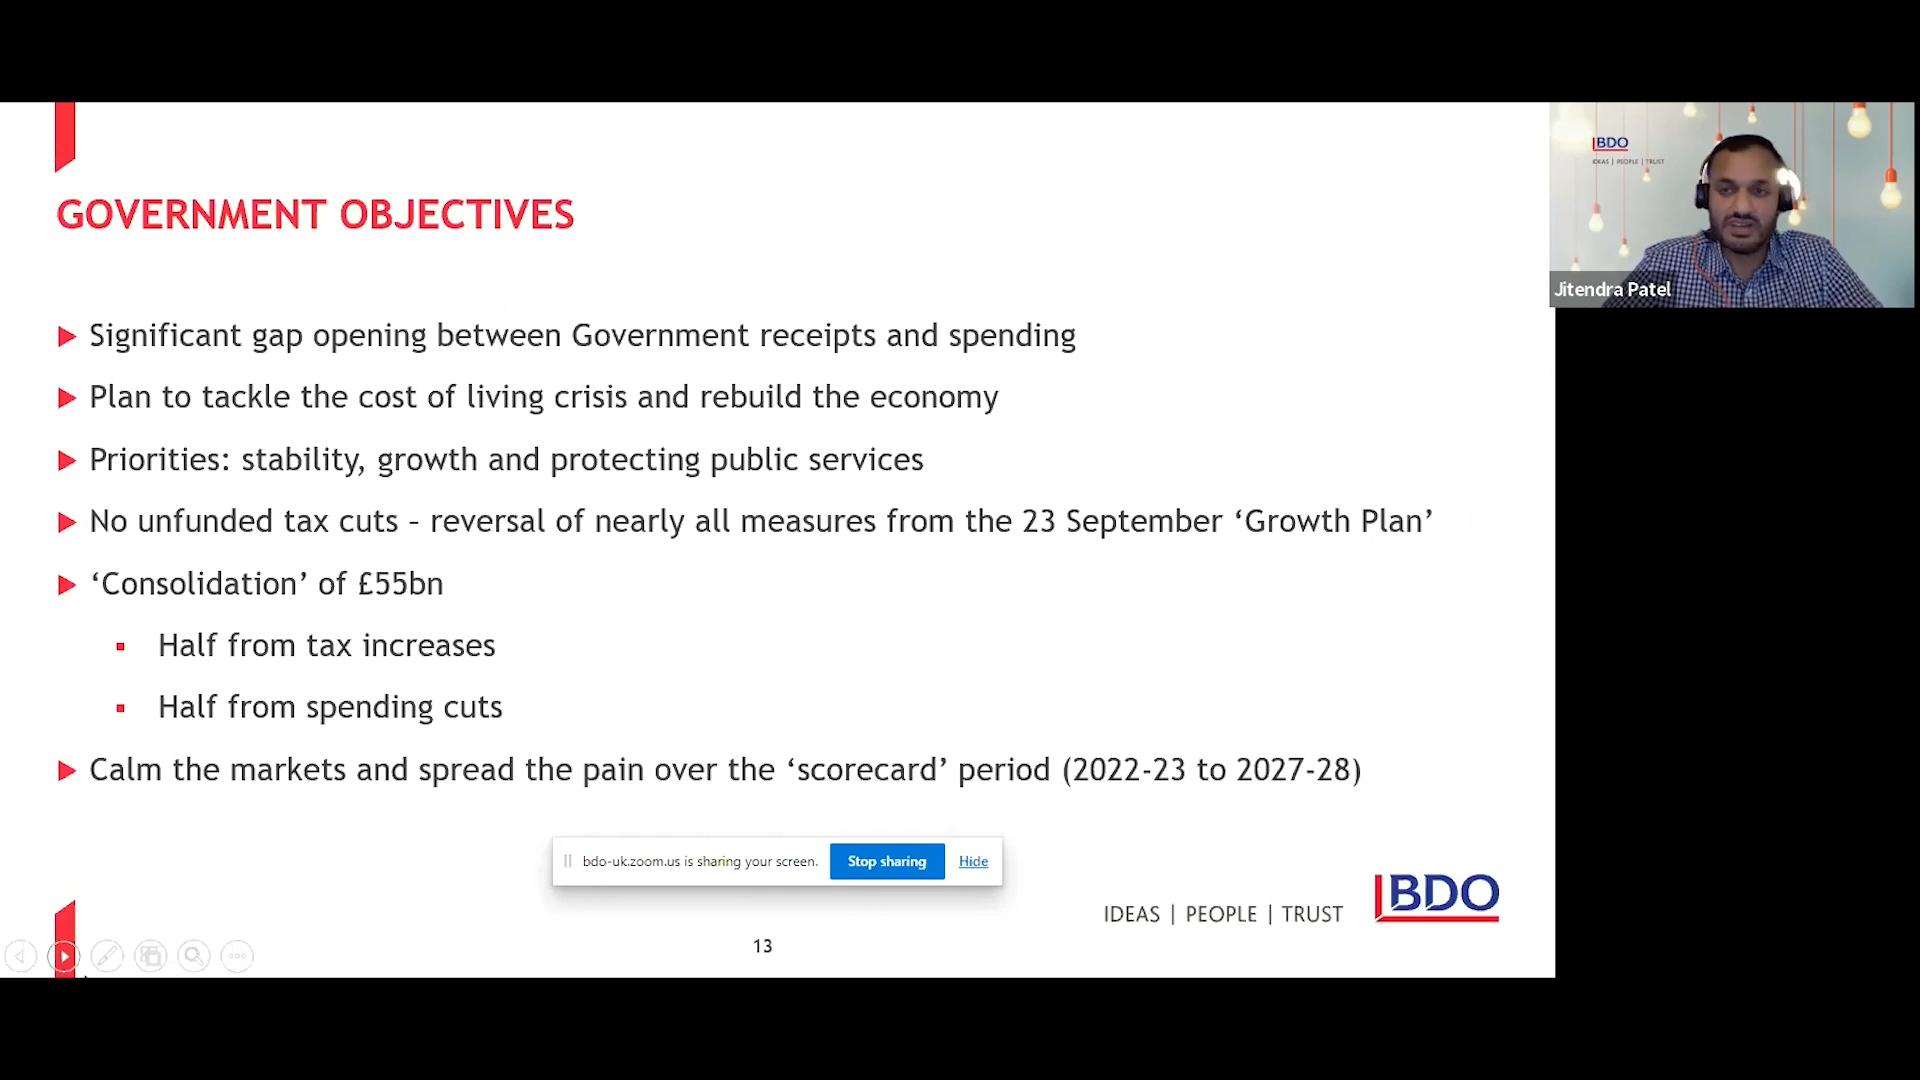 GOVERNMENT OBJECTIVES
Significant gap opening between Government receipts and spending
Plan to tackle the cost of living crisis and rebuild the economy
Priorities: stability, growth and protecting public services
No unfunded tax cuts – reversal of nearly all measures from the 23 September ‘Growth Plan’
‘Consolidation’ of £55bn
Half from tax increases
Half from spending cuts
Calm the markets and spread the pain over the ‘scorecard’ period (2022-23 to 2027-28)
bdo-uk.zoom.us is sharing your screen. Stop sharing Hide
IDEAS | PEOPLE | TRUST BDO
13
BDO
IDEAS | PEOPLE | TRUST
Jitendra Patel